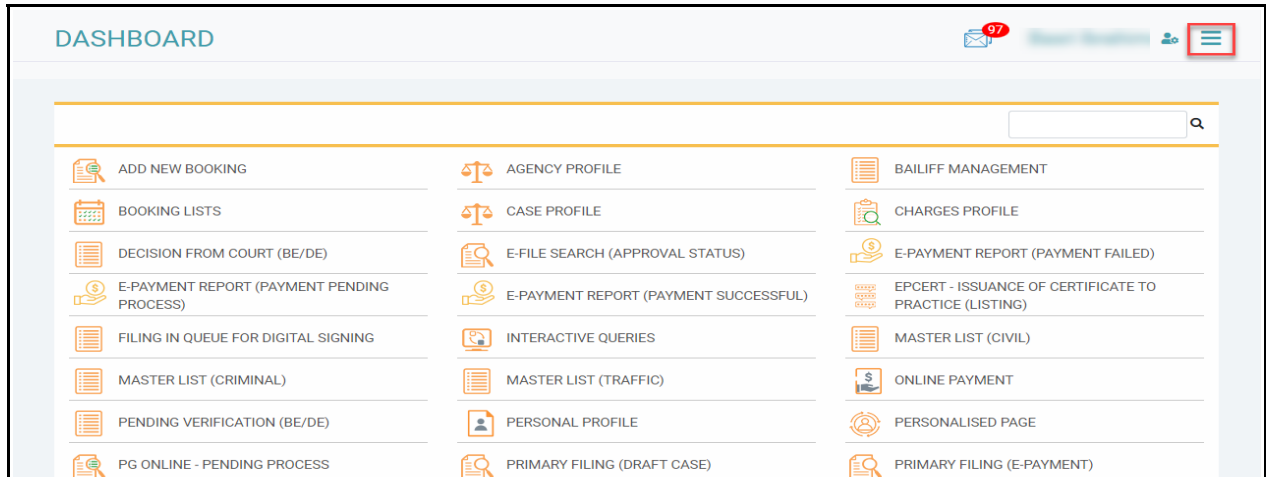 DASHBOARD
97
ADD NEW BOOKING
AGENCY PROFILE
BAILIFF MANAGEMENT
BOOKING LISTS
CASE PROFILE
CHARGES PROFILE
DECISION FROM COURT (BE/DE)
E-FILE SEARCH (APPROVAL STATUS)
E-PAYMENT REPORT (PAYMENT FAILED)
E-PAYMENT REPORT (PAYMENT PENDING
PROCESS)
E-PAYMENT REPORT (PAYMENT SUCCESSFUL)
EPCERT - ISSUANCE OF CERTIFICATE TO
PRACTICE (LISTING)
FILING IN QUEUE FOR DIGITAL SIGNING
INTERACTIVE QUERIES
MASTER LIST (CIVIL)
MASTER LIST (CRIMINAL)
MASTER LIST (TRAFFIC)
ONLINE PAYMENT
PENDING VERIFICATION (BE/DE)
PERSONAL PROFILE
PERSONALISED PAGE
PG ONLINE - PENDING PROCESS
PRIMARY FILING (DRAFT CASE)
PRIMARY FILING (E-PAYMENT)